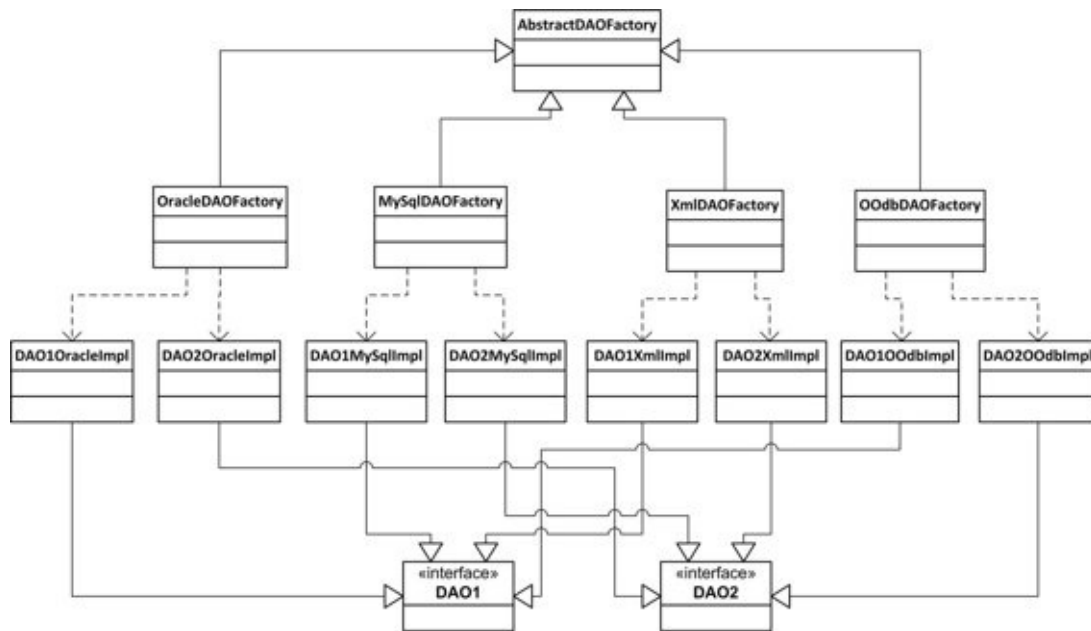 AbstractDAOFactory
OracleDAOFactory
MySqlDAOFactory
XmlDAOFactory
OOdbDAOFactory
DAO1OracleImpl
DAO2OracleImpl
DAO1MySqlImpl
DAO2MySqlImpl
DAO1XmlImpl
DAO2XmlImpl
DAO1OOdbImpl
DAO2OOdbImpl
«interface»
DAO1
«interface»
DAO2